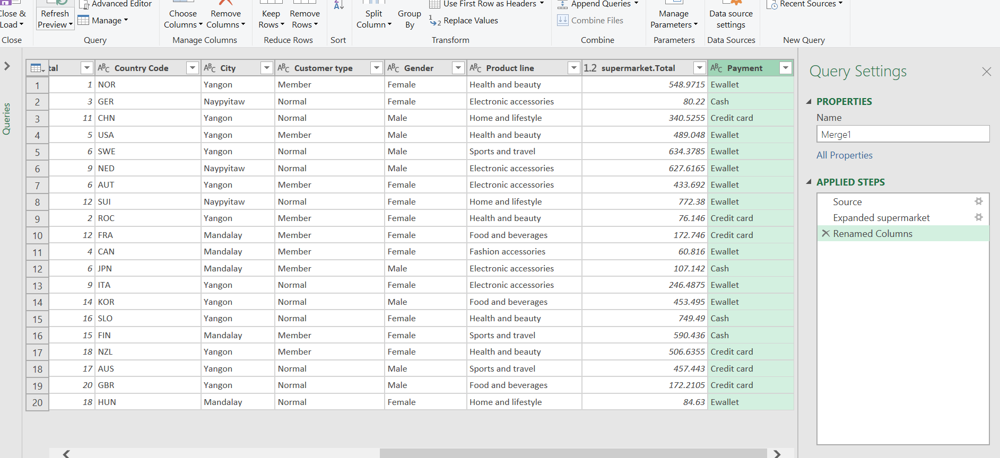 Close & Load
Refresh Preview
Advanced Editor
Manage
Choose Columns
Remove Columns
Keep Rows
Remove Rows
Split Column
Group By
Use First Row as Headers
1 2 Replace Values
Append Queries
Combine Files
Manage Parameters
Data source settings
Recent Sources
Close Query Manage Columns Reduce Rows Sort Transform Combine Parameters Data Sources New Query
Queries
tal ABC Country Code ABC City ABC Customer type ABC Gender ABC Product line 1.2 supermarket.Total ABC Payment
1 1 NOR Yangon Member Female Health and beauty 548.9715 Ewallet
2 3 GER Naypyitaw Normal Female Electronic accessories 80.22 Cash
3 11 CHN Yangon Normal Male Home and lifestyle 340.5255 Credit card
4 5 USA Yangon Member Male Health and beauty 489.048 Ewallet
5 6 SWE Yangon Normal Male Sports and travel 634.3785 Ewallet
6 9 NED Naypyitaw Normal Male Electronic accessories 627.6165 Ewallet
7 6 AUT Yangon Member Female Electronic accessories 433.692 Ewallet
8 12 SUI Naypyitaw Normal Female Home and lifestyle 772.38 Ewallet
9 2 ROC Yangon Member Female Health and beauty 76.146 Credit card
10 12 FRA Mandalay Member Female Food and beverages 172.746 Credit card
11 4 CAN Mandalay Member Female Fashion accessories 60.816 Ewallet
12 6 JPN Mandalay Member Male Electronic accessories 107.142 Cash
13 9 ITA Yangon Normal Female Electronic accessories 246.4875 Ewallet
14 14 KOR Yangon Normal Male Food and beverages 453.495 Ewallet
15 16 SLO Yangon Normal Female Health and beauty 749.49 Cash
16 15 FIN Mandalay Member Female Sports and travel 590.436 Cash
17 18 NZL Yangon Member Female Health and beauty 506.6355 Credit card
18 17 AUS Yangon Normal Male Sports and travel 457.443 Credit card
19 20 GBR Yangon Normal Male Food and beverages 172.2105 Credit card
20 18 HUN Mandalay Normal Female Home and lifestyle 84.63 Ewallet
Query Settings
PROPERTIES
Name
Merge1
All Properties
APPLIED STEPS
Source
Expanded supermarket
Renamed Columns